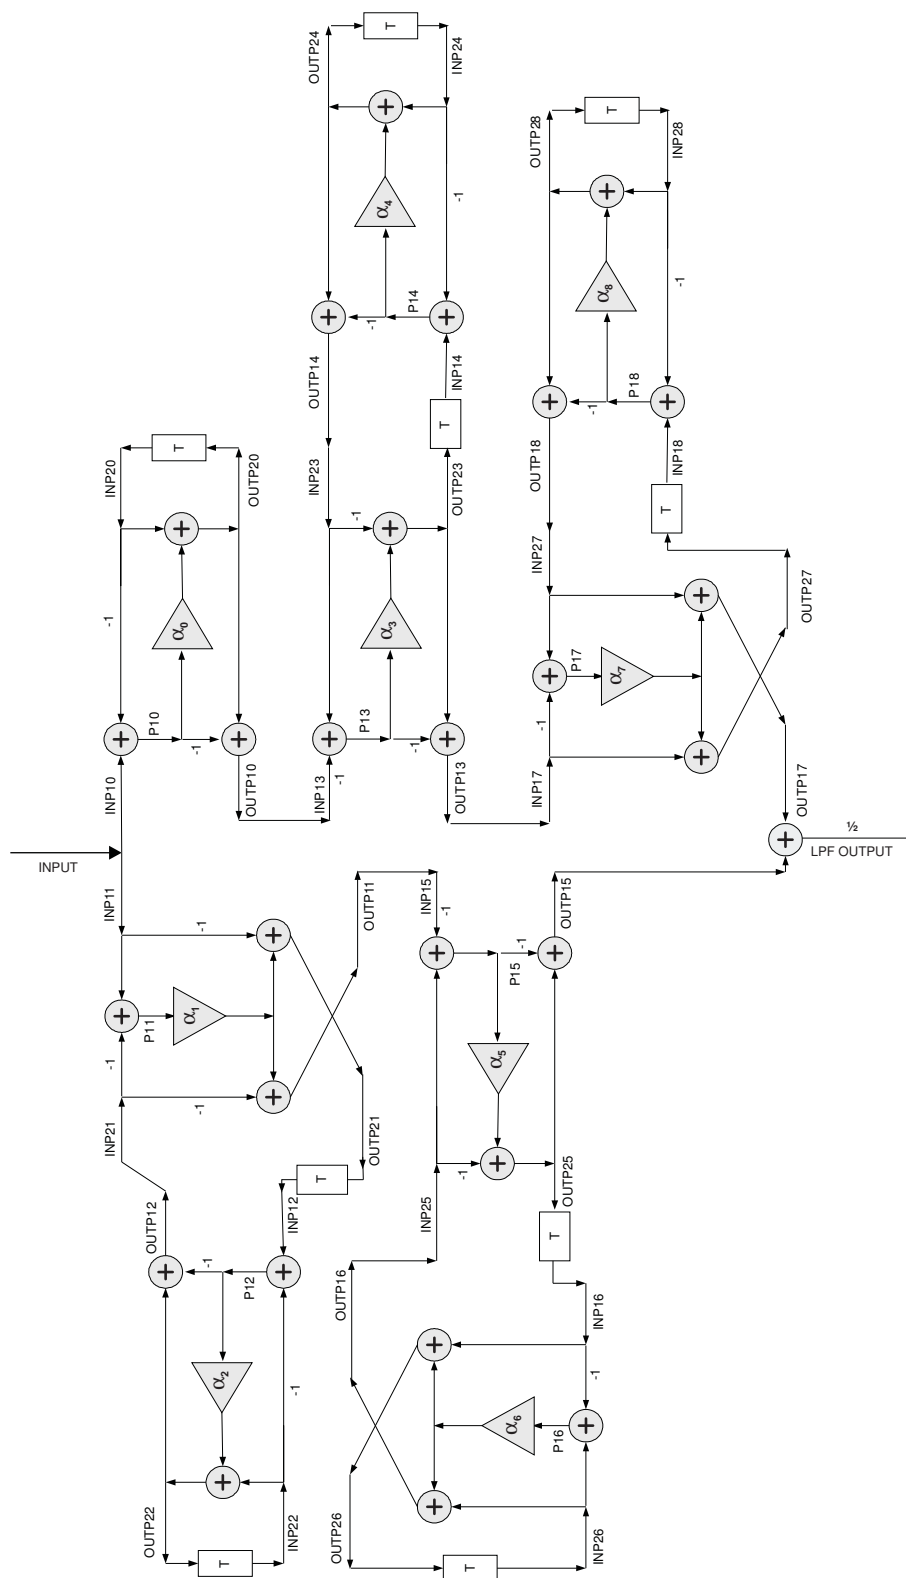 OUTP24
T
INP24
α4
-1
-1
P14
OUTP14
INP14
T
INP23
OUTP23
-1
α3
P13
-1
INP13
-1
OUTP13
OUTP28
T
INP28
α8
-1
-1
P18
OUTP18
INP18
T
INP27
OUTP27
P17
α7
-1
INP17
OUTP17
INP20
T
OUTP20
-1
α0
P10
-1
INP10
OUTP10
INPUT
½
LPF OUTPUT
INP11
-1
P11
α1
-1
-1
INP21
OUTP11
OUTP21
T
INP12
OUTP12
-1
P12
α2
-1
OUTP22
T
INP22
INP15
-1
P15
-1
OUTP15
α5
-1
INP25
OUTP25
T
OUTP16
INP16
-1
α6
P16
OUTP26
T
INP26